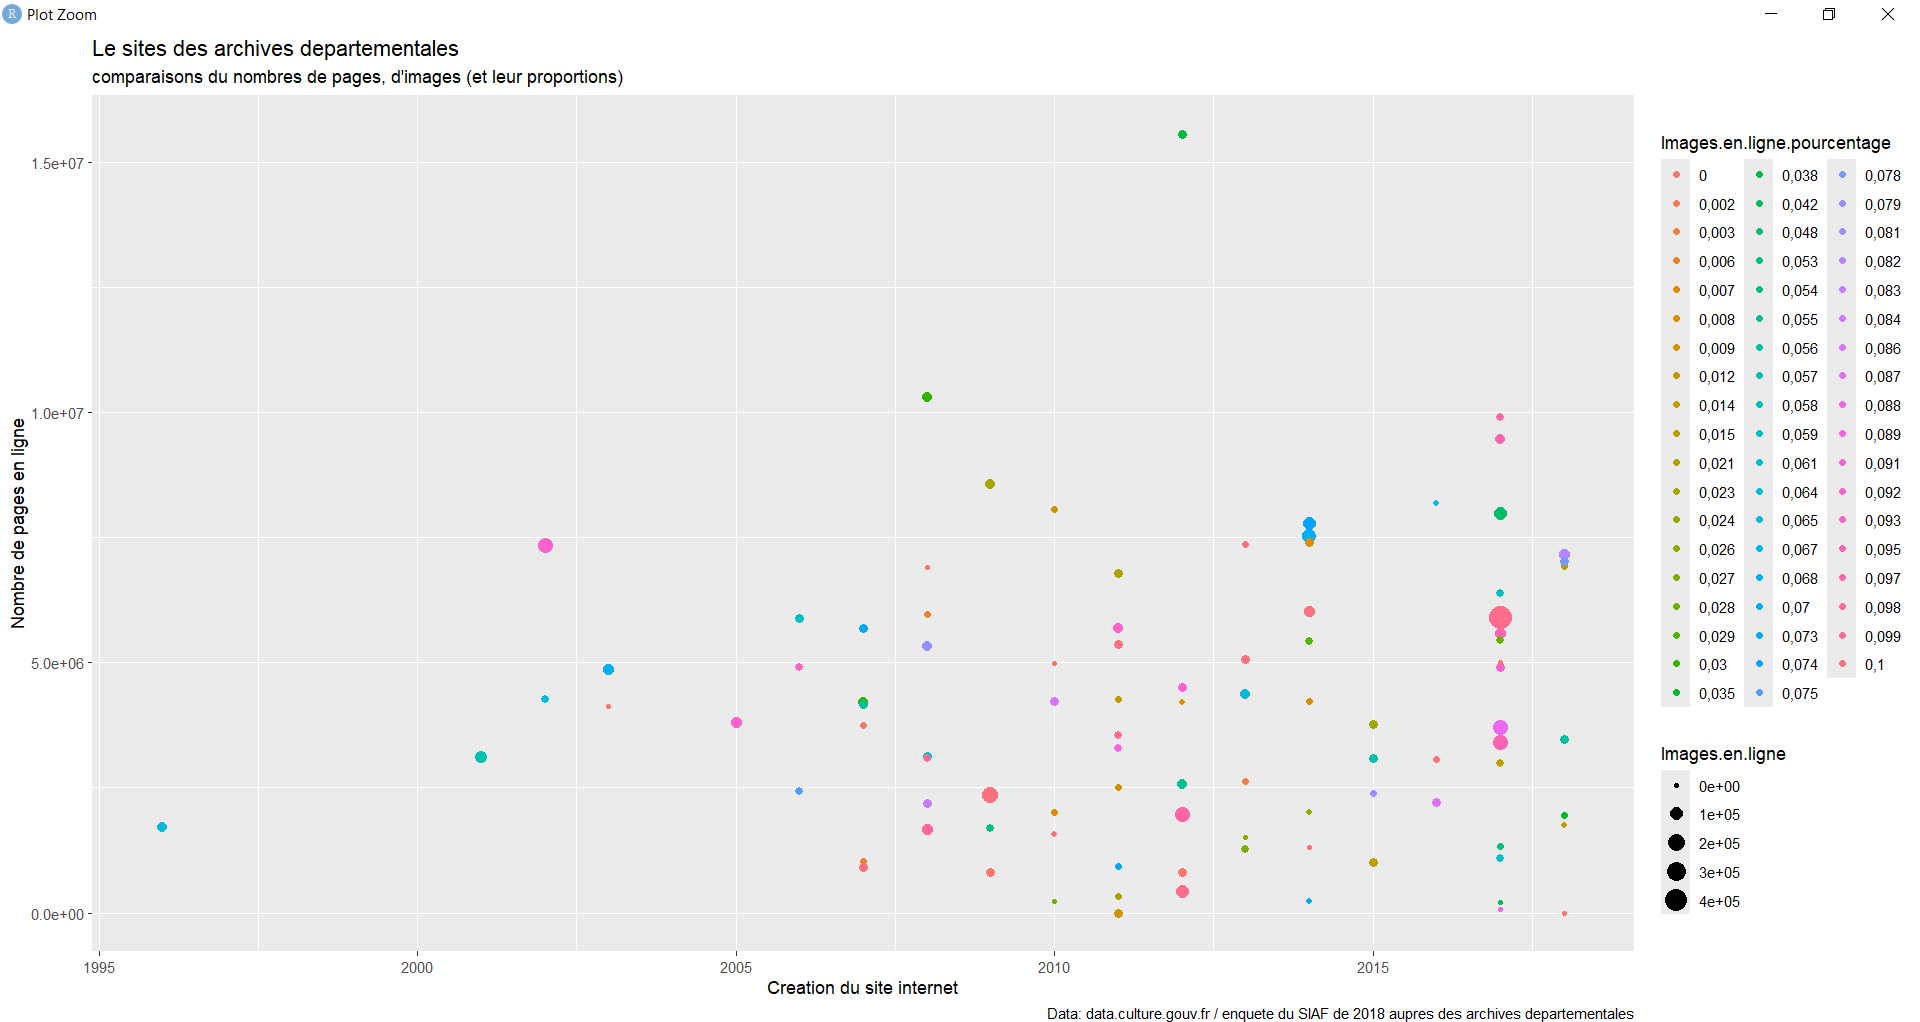 R Plot Zoom
Le sites des archives departementales
comparaisons du nombres de pages, d'images (et leur proportions)
1.5e+07
1.0e+07
5.0e+06
0.0e+00
Nombre de pages en ligne
1995 2000 2005 2010 2015
Creation du site internet
Data: data.culture.gouv.fr / enquete du SIAF de 2018 aupres des archives departementales
Images.en.ligne.pourcentage
0 0,038 0,078
0,002 0,042 0,079
0,003 0,048 0,081
0,006 0,053 0,082
0,007 0,054 0,083
0,008 0,055 0,084
0,009 0,056 0,086
0,012 0,057 0,087
0,014 0,058 0,088
0,015 0,059 0,089
0,021 0,061 0,091
0,023 0,064 0,092
0,024 0,065 0,093
0,026 0,067 0,095
0,027 0,068 0,097
0,028 0,07 0,098
0,029 0,073 0,099
0,03 0,074 0,1
0,035 0,075
Images.en.ligne
0e+00
1e+05
2e+05
3e+05
4e+05